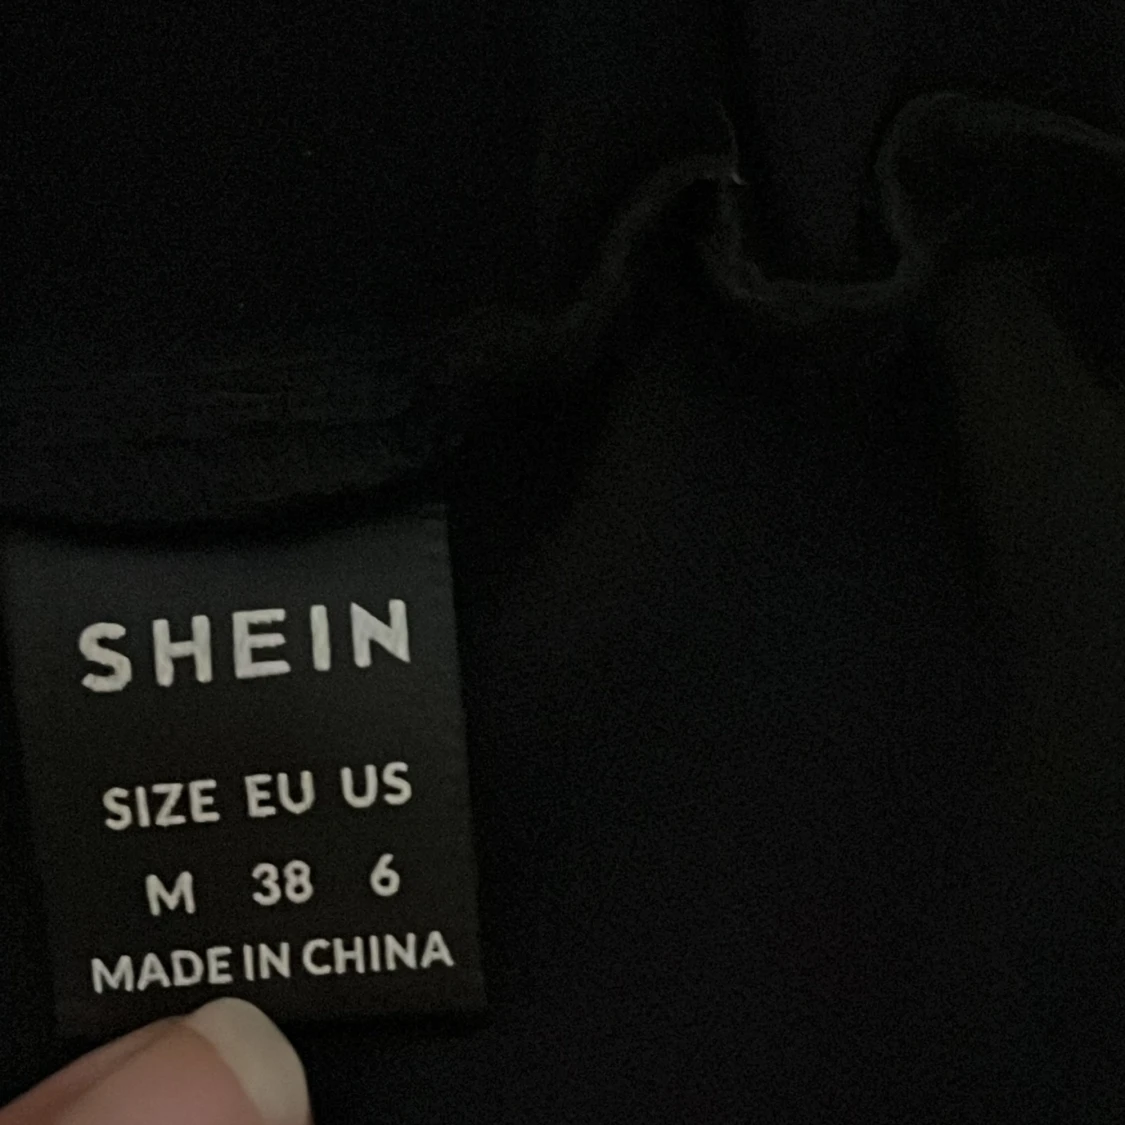 SHEIN
SIZE EU US
M 38 6
MADE IN CHINA